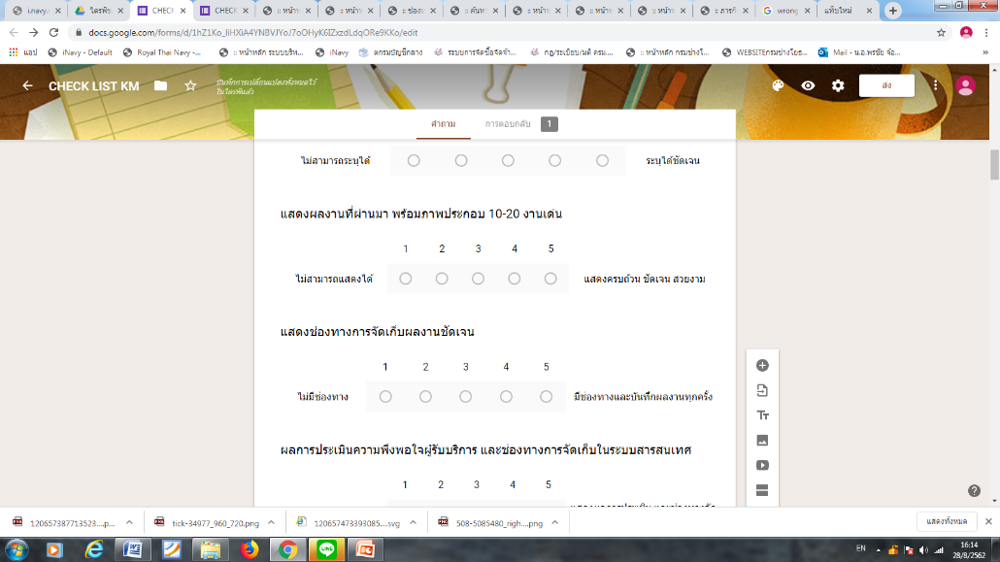 i.navy.
ไดรฟ์ข
CHECK
CHECK
:: หน้าห
:: หน้าห
:: ช่องท
:: ค้นห
:: หน้าห
:: หน้าห
:: หน้าห
:: ภารกิ
wrong
แท็บใหม่
docs.google.com/forms/d/1hZ1Ko_IiHXiA4YNBVJYo/7oOHyK6IZxzdLdqORe9KKo/edit
แอป
iNavy - Default
Royal Thai Navy -...
:: หน้าหลัก ระบบบริห...
iNavy
กรมบัญชีกลาง
ระบบการจัดซื้อจัดจ้า...
กฎ/ระเบียบ/มติ ครม....
:: หน้าหลัก กรมช่างโ...
WEBSITEกรมช่างโยธ...
Mail - น.อ.พรชัย จ้อ...
CHECK LIST KM
บันทึกการเปลี่ยนแปลงทั้งหมดไว้
ในไดรฟ์แล้ว
ส่ง
คำถาม
การตอบกลับ
1
ไม่สามารถระบุได้
ระบุได้ชัดเจน
แสดงผลงานที่ผ่านมา พร้อมภาพประกอบ 10-20 งานเด่น
1 2 3 4 5
ไม่สามารถแสดงได้
แสดงครบถ้วน ชัดเจน สวยงาม
แสดงช่องทางการจัดเก็บผลงานชัดเจน
1 2 3 4 5
ไม่มีช่องทาง
มีช่องทางและบันทึกผลงานทุกครั้ง
ผลการประเมินความพึงพอใจผู้รับบริการ และช่องทางการจัดเก็บในระบบสารสนเทศ
1 2 3 4 5
120657387713523....p...
tick-34977_960_720.png
120657473393085....svg
508-5085480_righ....png
แสดงทั้งหมด
EN
16:14
28/8/2562